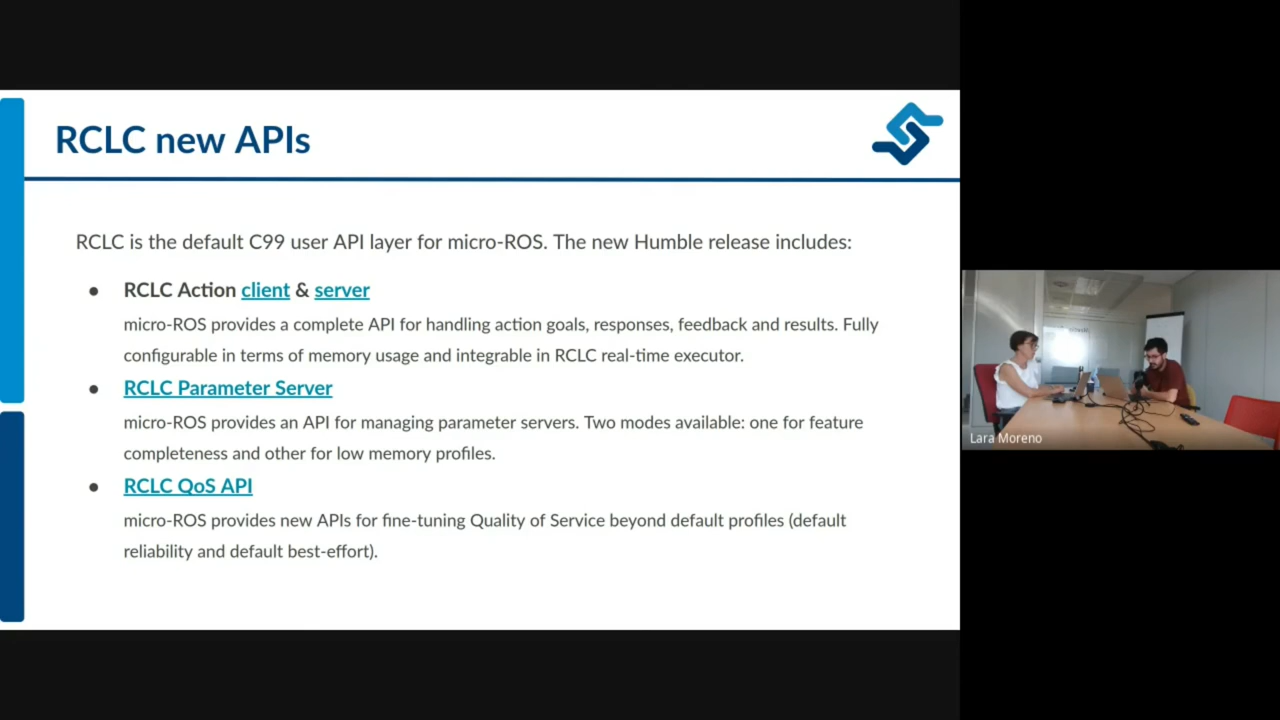 RCLC new APIs
RCLC is the default C99 user API layer for micro-ROS. The new Humble release includes:
● RCLC Action client & server
micro-ROS provides a complete API for handling action goals, responses, feedback and results. Fully
configurable in terms of memory usage and integrable in RCLC real-time executor.
● RCLC Parameter Server
micro-ROS provides an API for managing parameter servers. Two modes available: one for feature
completeness and other for low memory profiles.
● RCLC QoS API
micro-ROS provides new APIs for fine-tuning Quality of Service beyond default profiles (default
reliability and default best-effort).
Lara Moreno